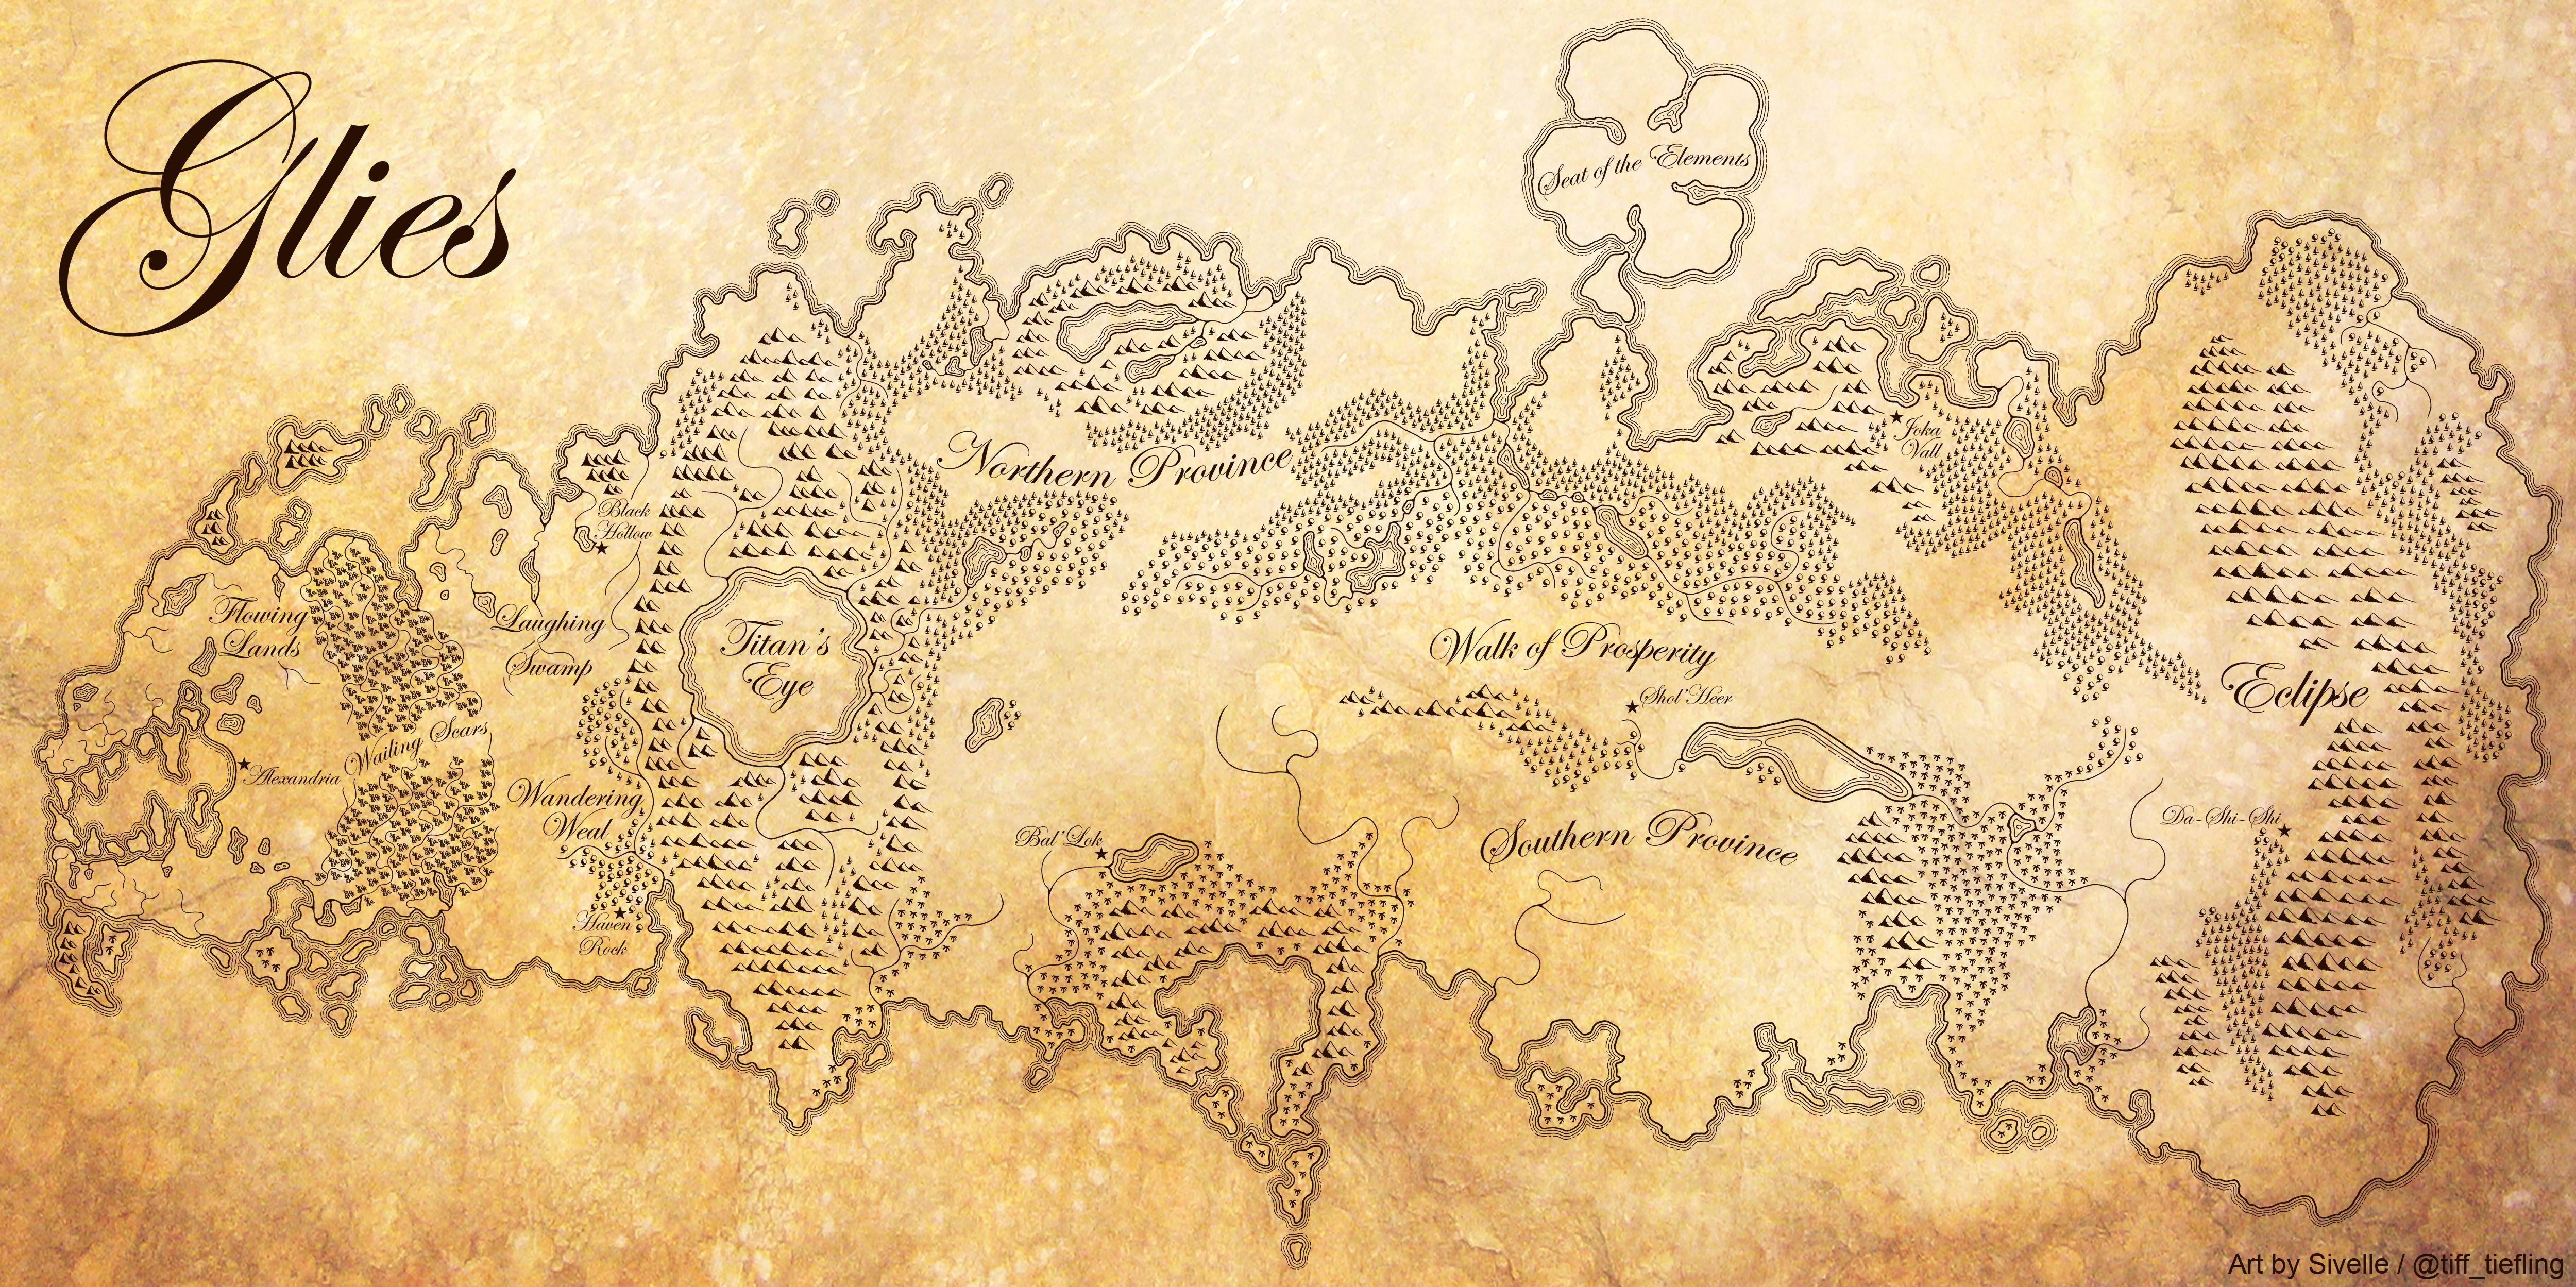 Glies
Seat of the Elements
Joka
Vall
Northern Province
Black
Hollow
Flowing
Lands
Laughing
Swamp
Titan's
Eye
Walk of Prosperity
Eclipse
Shol'Heer
Wailing Scars
Alexandria
Wandering
Weal
Bal'Lok
Southern Province
Da-Shi-Shi
Haven
Rock
Art by Sivelle / @tiff_tiefling